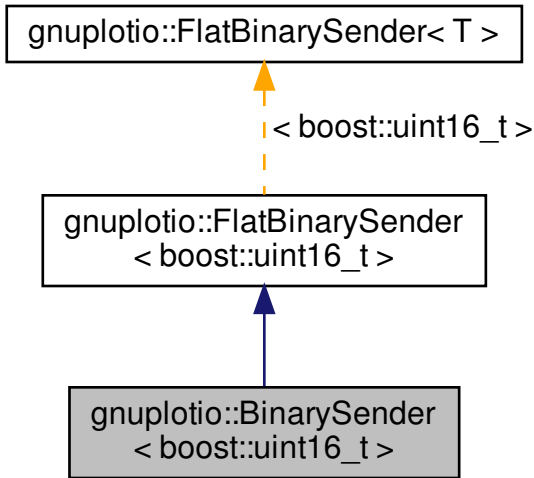 gnuplotio::FlatBinarySender< T >
< boost::uint16_t >
gnuplotio::FlatBinarySender
< boost::uint16_t >
gnuplotio::BinarySender
< boost::uint16_t >